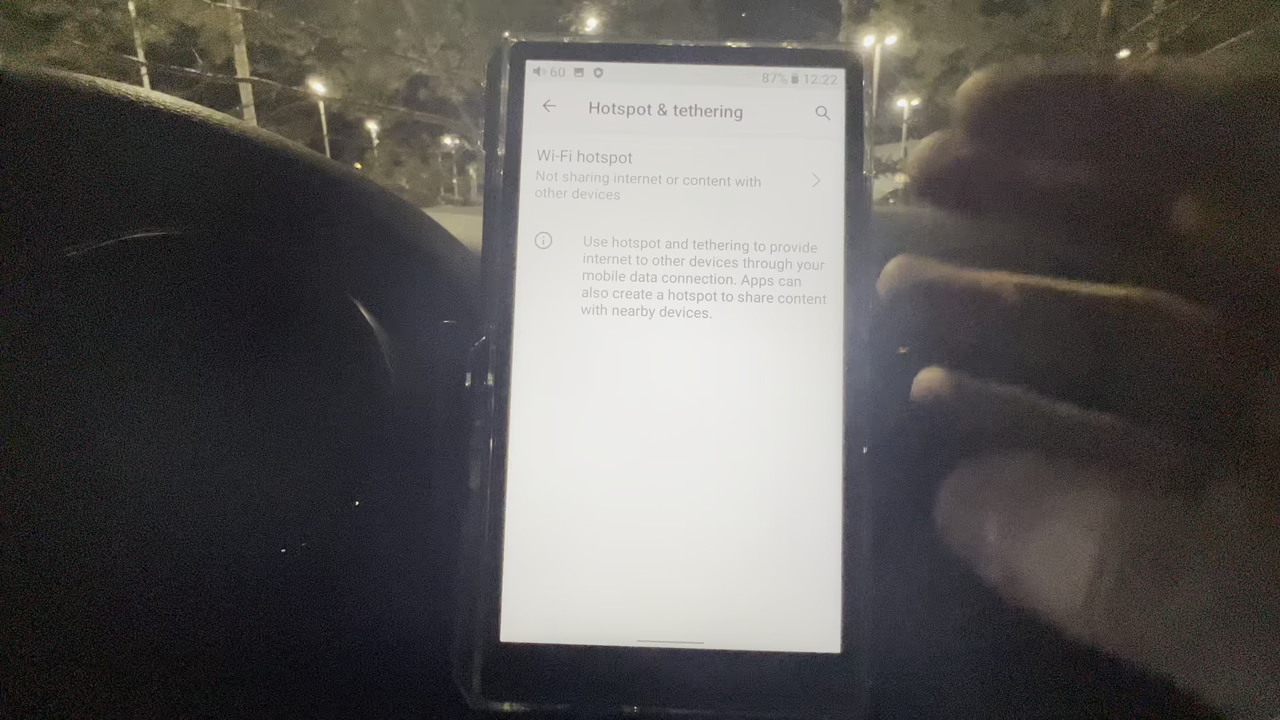 60
87% 12:22
Hotspot & tethering
Wi-Fi hotspot
Not sharing internet or content with
other devices
Use hotspot and tethering to provide
internet to other devices through your
mobile data connection. Apps can
also create a hotspot to share content
with nearby devices.